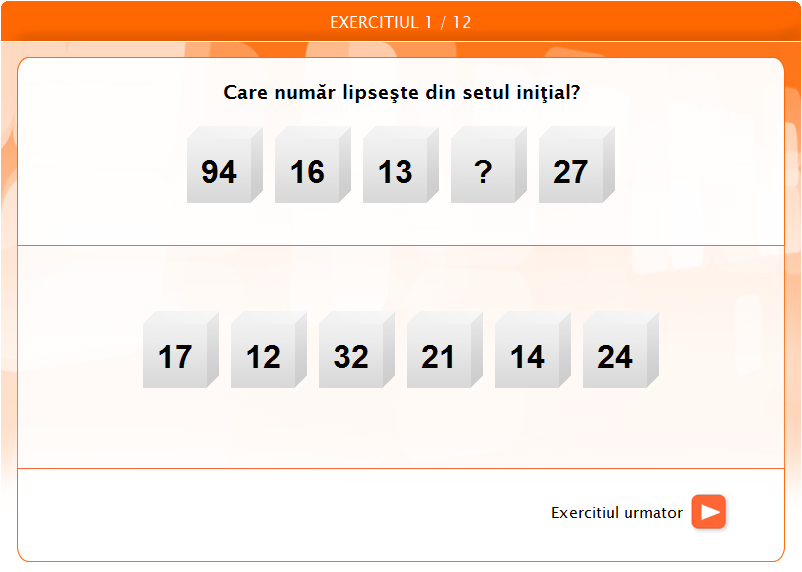 EXERCITIUL 1 / 12
Care număr lipseşte din setul iniţial?
94 16 13 ? 27
17 12 32 21 14 24
Exercitiul urmator